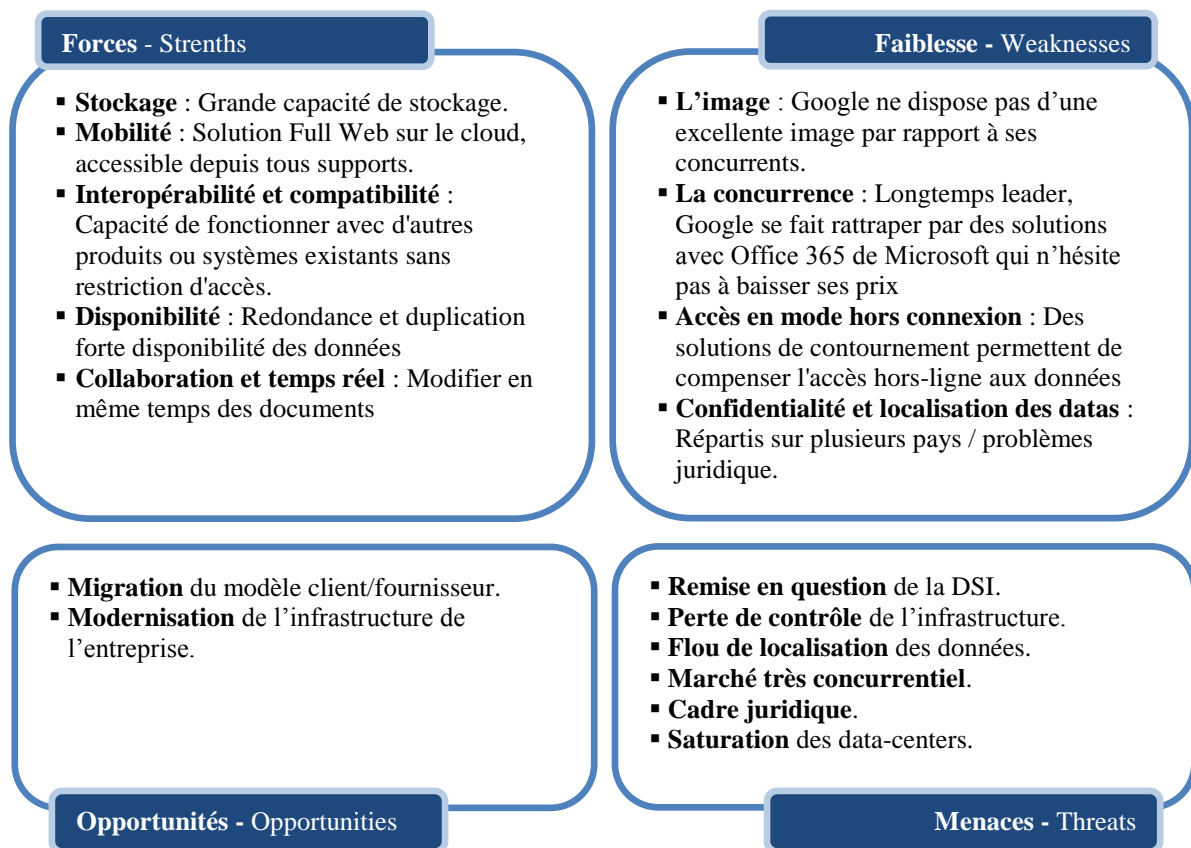 Forces - Strenths
▪ Stockage : Grande capacité de stockage.
▪ Mobilité : Solution Full Web sur le cloud,
accessible depuis tous supports.
▪ Interopérabilité et compatibilité :
Capacité de fonctionner avec d'autres
produits ou systèmes existants sans
restriction d'accès.
▪ Disponibilité : Redondance et duplication
forte disponibilité des données
▪ Collaboration et temps réel : Modifier en
même temps des documents
Faiblesse - Weaknesses
▪ L’image : Google ne dispose pas d’une
excellente image par rapport à ses
concurrents.
▪ La concurrence : Longtemps leader,
Google se fait rattraper par des solutions
avec Office 365 de Microsoft qui n’hésite
pas à baisser ses prix
▪ Accès en mode hors connexion : Des
solutions de contournement permettent de
compenser l'accès hors-ligne aux données
▪ Confidentialité et localisation des datas :
Répartis sur plusieurs pays / problèmes
juridique.
▪ Migration du modèle client/fournisseur.
▪ Modernisation de l’infrastructure de
l’entreprise.
Opportunités - Opportunities
▪ Remise en question de la DSI.
▪ Perte de contrôle de l’infrastructure.
▪ Flou de localisation des données.
▪ Marché très concurrentiel.
▪ Cadre juridique.
▪ Saturation des data-centers.
Menaces - Threats